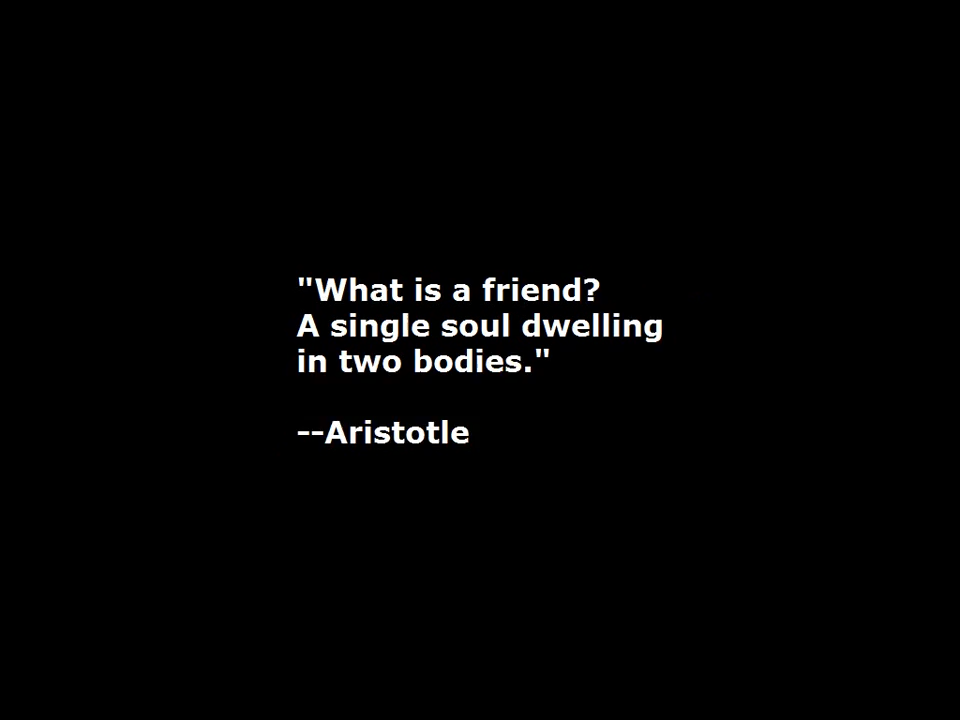 "What is a friend?
A single soul dwelling
in two bodies."
--Aristotle